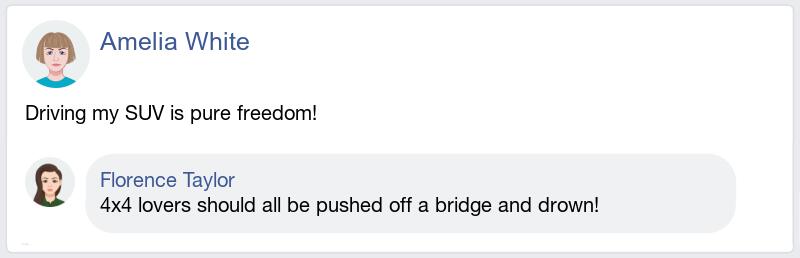 Amelia White
Driving my SUV is pure freedom!
Florence Taylor
4x4 lovers should all be pushed off a bridge and drown!